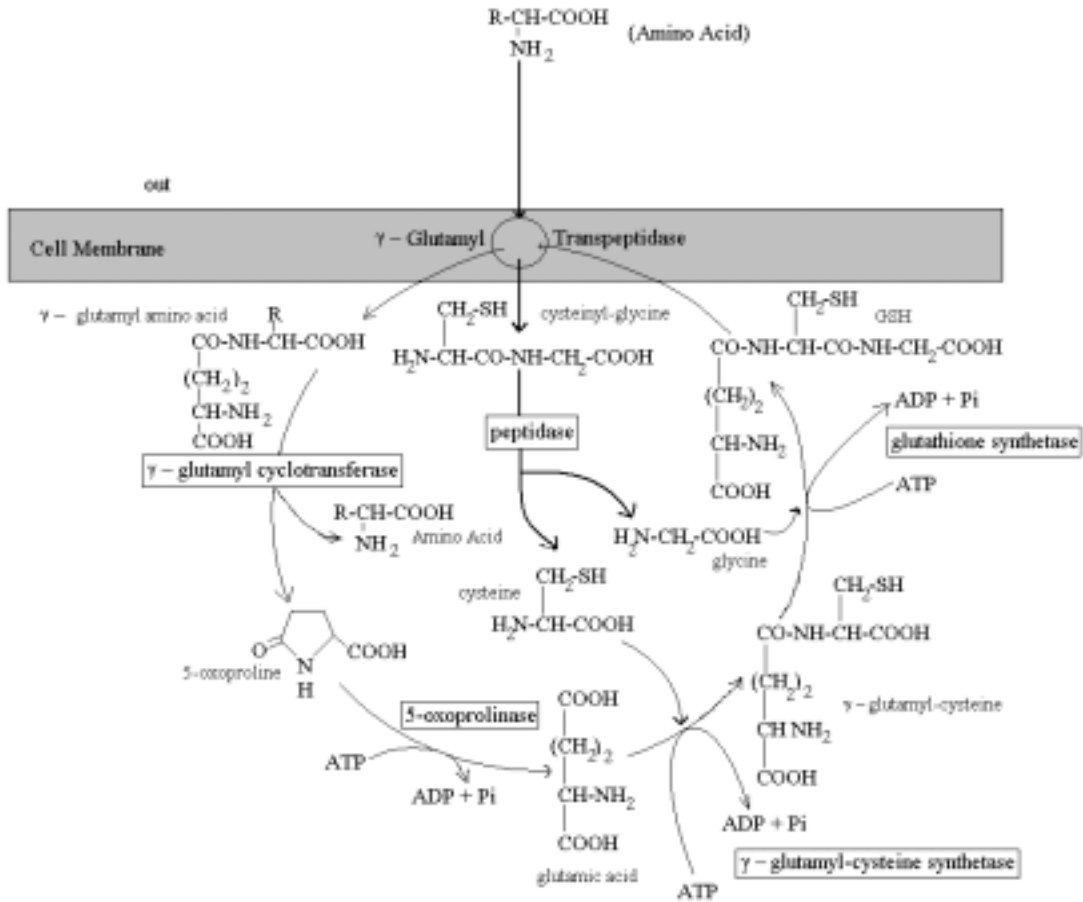 R-CH-COOH
NH2
(Amino Acid)
out
Cell Membrane
γ – Glutamyl Transpeptidase
γ – glutamyl amino acid
R
CO-NH-CH-COOH
(CH2)2
CH-NH2
COOH
CH2-SH
cysteinyl-glycine
H2N-CH-CO-NH-CH2-COOH
CH2-SH
GSH
CO-NH-CH-CO-NH-CH2-COOH
(CH2)2
CH-NH2
COOH
peptidase
ADP + Pi
glutathione synthetase
ATP
γ – glutamyl cyclotransferase
R-CH-COOH
NH2
Amino Acid
H2N-CH2-COOH
glycine
cysteine
CH2-SH
H2N-CH-COOH
O
N
H
COOH
5-oxoproline
CH2-SH
CO-NH-CH-COOH
(CH2)2
CH NH2
COOH
γ – glutamyl-cysteine
5-oxoprolinase
ATP
ADP + Pi
COOH
(CH2)2
CH-NH2
COOH
glutamic acid
ADP + Pi
γ – glutamyl-cysteine synthetase
ATP